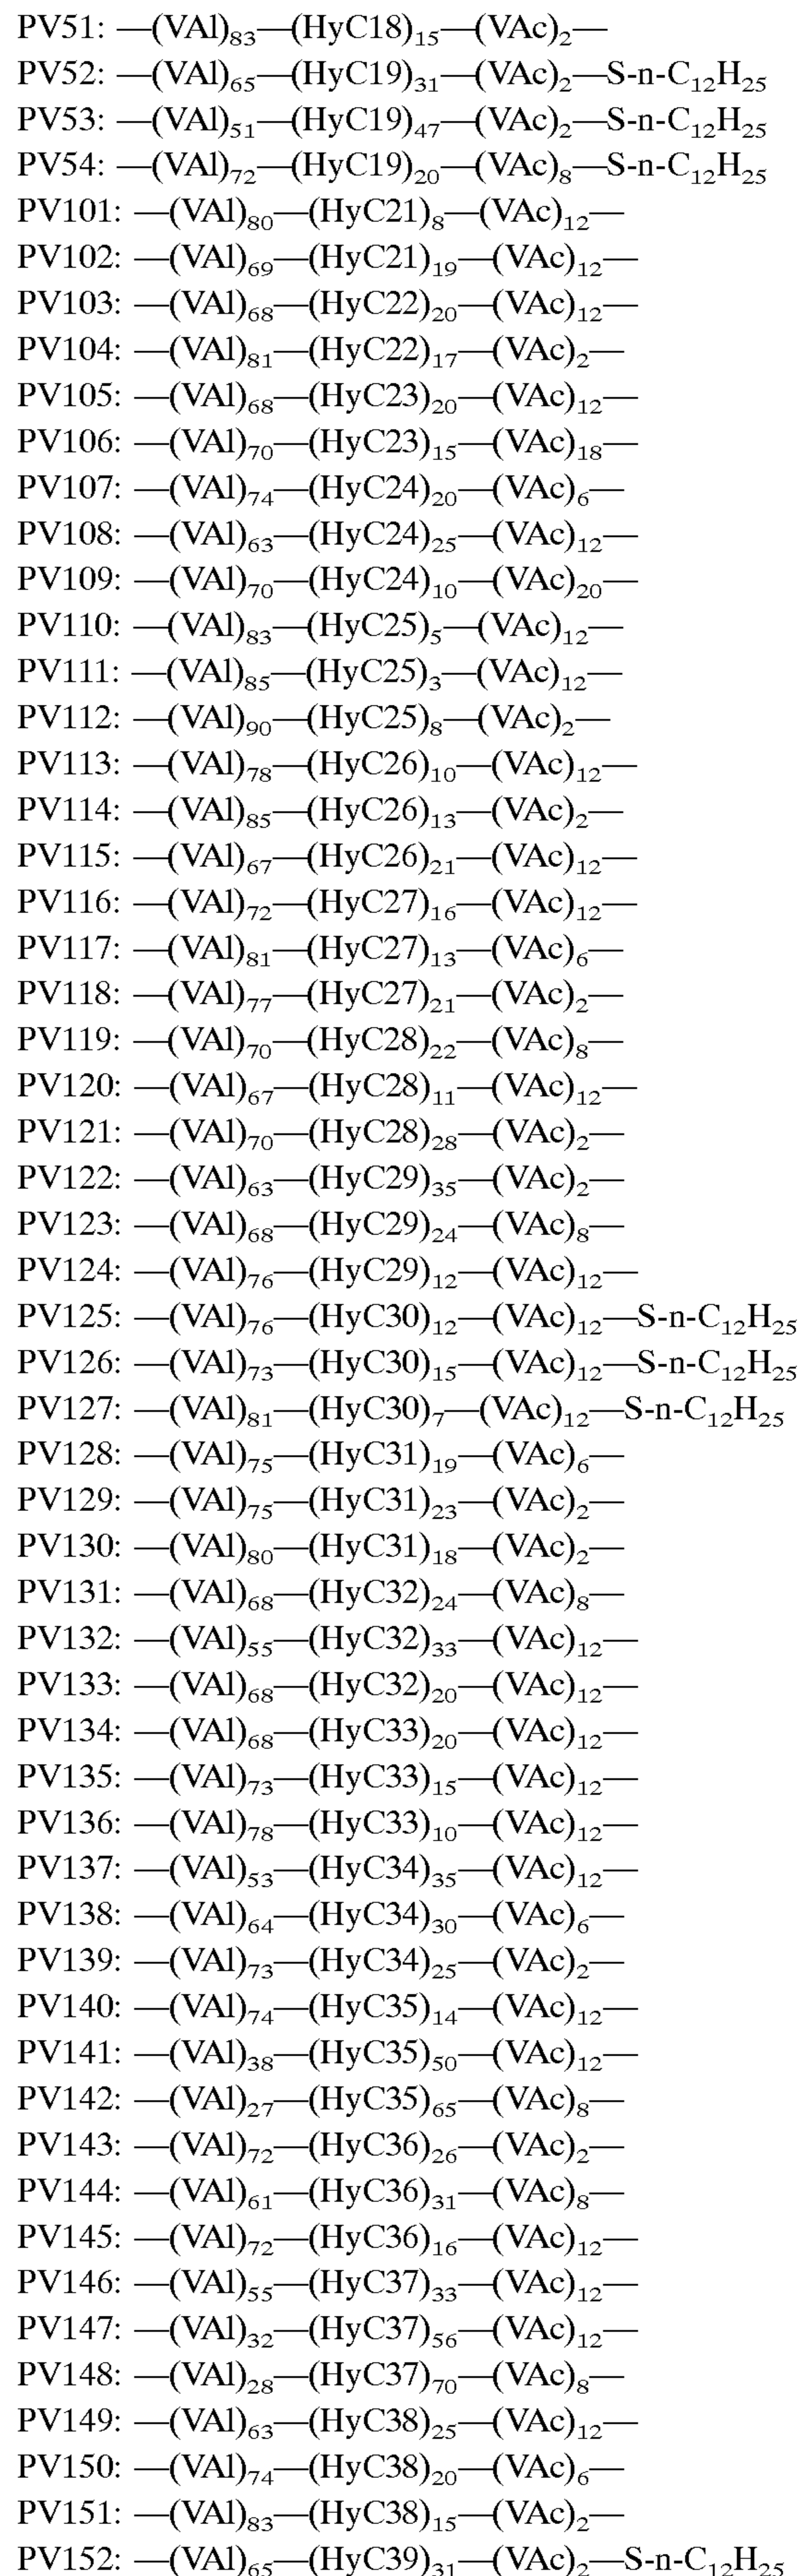 PV51: —(VAl)₈₃—(HyC18)₁₅—(VAc)₂—
PV52: —(VAl)₆₅—(HyC19)₃₁—(VAc)₂—S-n-C₁₂H₂₅
PV53: —(VAl)₅₁—(HyC19)₄₇—(VAc)₂—S-n-C₁₂H₂₅
PV54: —(VAl)₇₂—(HyC19)₂₀—(VAc)₈—S-n-C₁₂H₂₅
PV101: —(VAl)₈₀—(HyC21)₈—(VAc)₁₂—
PV102: —(VAl)₆₉—(HyC21)₁₉—(VAc)₁₂—
PV103: —(VAl)₆₈—(HyC22)₂₀—(VAc)₁₂—
PV104: —(VAl)₈₁—(HyC22)₁₇—(VAc)₂—
PV105: —(VAl)₆₈—(HyC23)₂₀—(VAc)₁₂—
PV106: —(VAl)₇₀—(HyC23)₁₅—(VAc)₁₈—
PV107: —(VAl)₇₄—(HyC24)₂₀—(VAc)₆—
PV108: —(VAl)₆₃—(HyC24)₂₅—(VAc)₁₂—
PV109: —(VAl)₇₀—(HyC24)₁₀—(VAc)₂₀—
PV110: —(VAl)₈₃—(HyC25)₅—(VAc)₁₂—
PV111: —(VAl)₈₅—(HyC25)₃—(VAc)₁₂—
PV112: —(VAl)₉₀—(HyC25)₈—(VAc)₂—
PV113: —(VAl)₇₈—(HyC26)₁₀—(VAc)₁₂—
PV114: —(VAl)₈₅—(HyC26)₁₃—(VAc)₂—
PV115: —(VAl)₆₇—(HyC26)₂₁—(VAc)₁₂—
PV116: —(VAl)₇₂—(HyC27)₁₆—(VAc)₁₂—
PV117: —(VAl)₈₁—(HyC27)₁₃—(VAc)₆—
PV118: —(VAl)₇₇—(HyC27)₂₁—(VAc)₂—
PV119: —(VAl)₇₀—(HyC28)₂₂—(VAc)₈—
PV120: —(VAl)₆₇—(HyC28)₁₁—(VAc)₁₂—
PV121: —(VAl)₇₀—(HyC28)₂₈—(VAc)₂—
PV122: —(VAl)₆₃—(HyC29)₃₅—(VAc)₂—
PV123: —(VAl)₆₈—(HyC29)₂₄—(VAc)₈—
PV124: —(VAl)₇₆—(HyC29)₁₂—(VAc)₁₂—
PV125: —(VAl)₇₆—(HyC30)₁₂—(VAc)₁₂—S-n-C₁₂H₂₅
PV126: —(VAl)₇₃—(HyC30)₁₅—(VAc)₁₂—S-n-C₁₂H₂₅
PV127: —(VAl)₈₁—(HyC30)₇—(VAc)₁₂—S-n-C₁₂H₂₅
PV128: —(VAl)₇₅—(HyC31)₁₉—(VAc)₆—
PV129: —(VAl)₇₅—(HyC31)₂₃—(VAc)₂—
PV130: —(VAl)₈₀—(HyC31)₁₈—(VAc)₂—
PV131: —(VAl)₆₈—(HyC32)₂₄—(VAc)₈—
PV132: —(VAl)₅₅—(HyC32)₃₃—(VAc)₁₂—
PV133: —(VAl)₆₈—(HyC32)₂₀—(VAc)₁₂—
PV134: —(VAl)₆₈—(HyC33)₂₀—(VAc)₁₂—
PV135: —(VAl)₇₃—(HyC33)₁₅—(VAc)₁₂—
PV136: —(VAl)₇₈—(HyC33)₁₀—(VAc)₁₂—
PV137: —(VAl)₅₃—(HyC34)₃₅—(VAc)₁₂—
PV138: —(VAl)₆₄—(HyC34)₃₀—(VAc)₆—
PV139: —(VAl)₇₃—(HyC34)₂₅—(VAc)₂—
PV140: —(VAl)₇₄—(HyC35)₁₄—(VAc)₁₂—
PV141: —(VAl)₃₈—(HyC35)₅₀—(VAc)₁₂—
PV142: —(VAl)₂₇—(HyC35)₆₅—(VAc)₈—
PV143: —(VAl)₇₂—(HyC36)₂₆—(VAc)₂—
PV144: —(VAl)₆₁—(HyC36)₃₁—(VAc)₈—
PV145: —(VAl)₇₂—(HyC36)₁₆—(VAc)₁₂—
PV146: —(VAl)₅₅—(HyC37)₃₃—(VAc)₁₂—
PV147: —(VAl)₃₂—(HyC37)₅₆—(VAc)₁₂—
PV148: —(VAl)₂₈—(HyC37)₇₀—(VAc)₈—
PV149: —(VAl)₆₃—(HyC38)₂₅—(VAc)₁₂—
PV150: —(VAl)₇₄—(HyC38)₂₀—(VAc)₆—
PV151: —(VAl)₈₃—(HyC38)₁₅—(VAc)₂—
PV152: —(VAl)₆₅—(HyC39)₃₁—(VAc)₂—S-n-C₁₂H₂₅